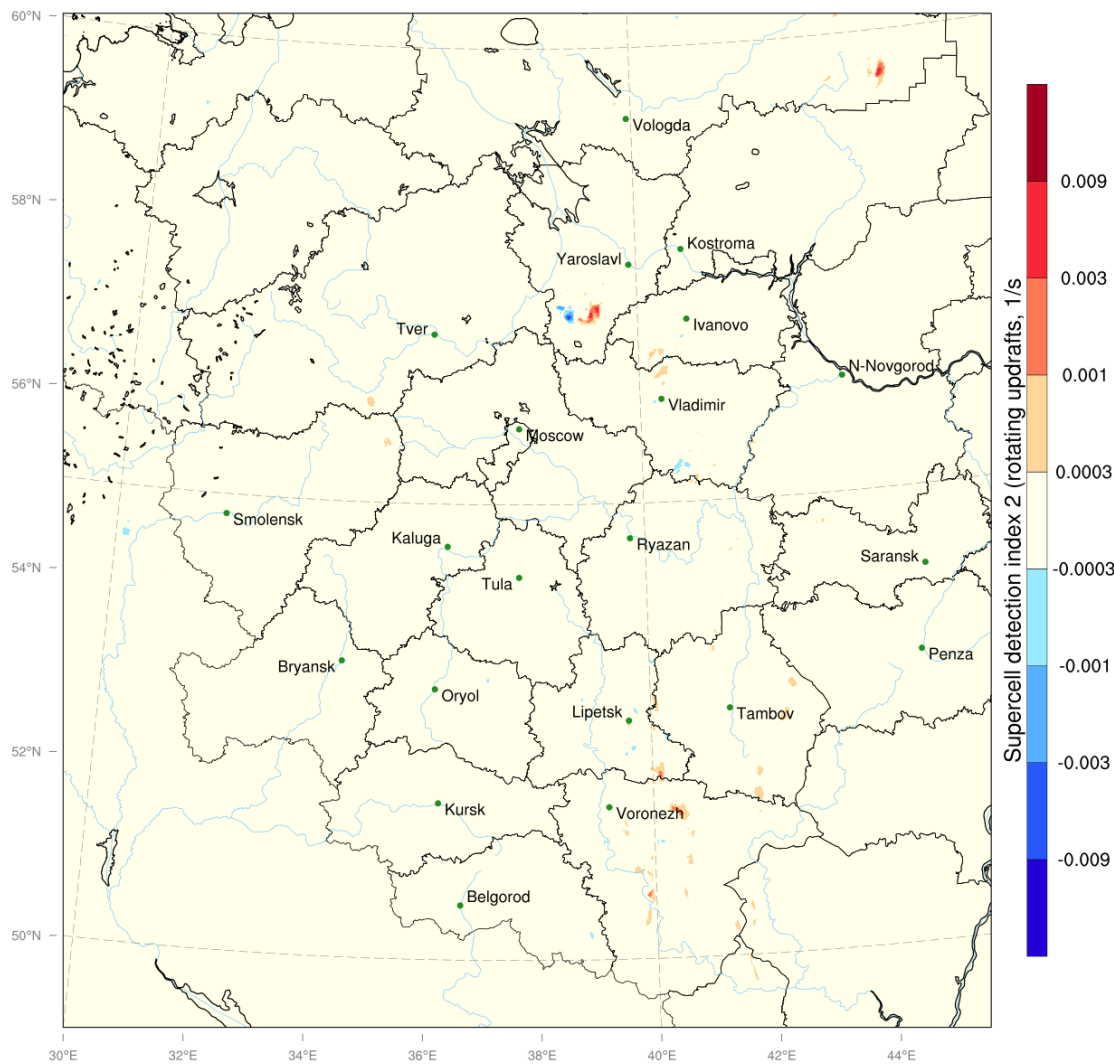 60°N
58°N
56°N
54°N
52°N
50°N
30°E
32°E
34°E
36°E
38°E
40°E
42°E
44°E
Vologda
Kostroma
Yaroslavl
Ivanovo
Tver
N-Novgorod
Vladimir
Moscow
Smolensk
Kaluga
Ryazan
Saransk
Tula
Penza
Bryansk
Oryol
Lipetsk
Tambov
Kursk
Voronezh
Belgorod
0.009
0.003
0.001
0.0003
-0.0003
-0.001
-0.003
-0.009
Supercell detection index 2 (rotating updrafts, 1/s